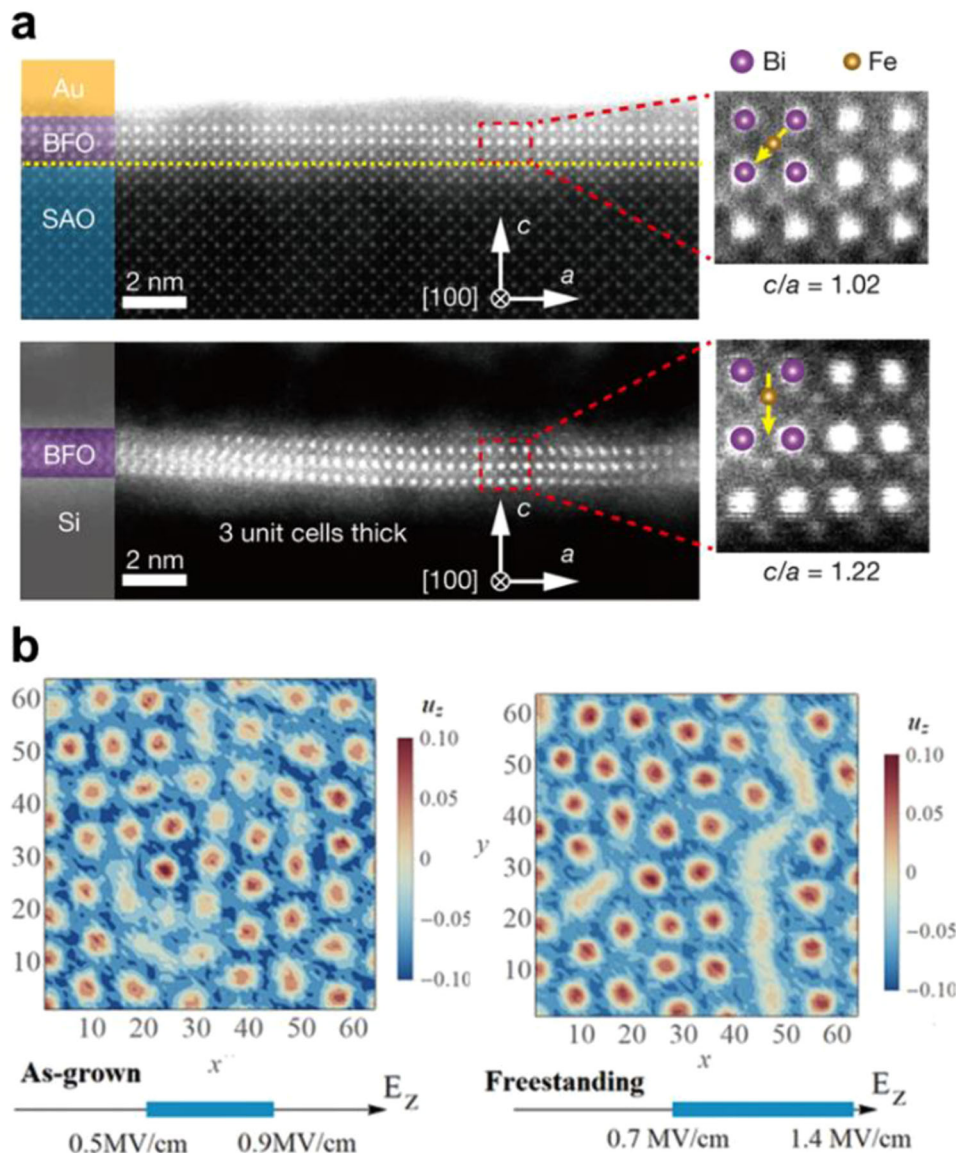 a
Au
BFO
SAO
2 nm
c
a
[100]
Bi
Fe
c/a = 1.02
BFO
Si
2 nm
3 unit cells thick
c
a
[100]
c/a = 1.22
b
60
50
40
30
20
10
10 20 30 40 50 60
x
u_z
0.10
0.05
0
−0.05
−0.10
y
60
50
40
30
20
10
10 20 30 40 50 60
x
u_z
0.10
0.05
0
−0.05
−0.10
As-grown
E_z
0.5MV/cm 0.9MV/cm
Freestanding
E_z
0.7 MV/cm 1.4 MV/cm